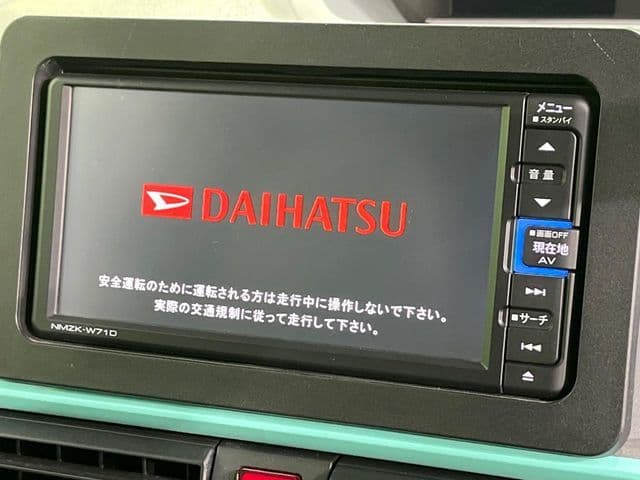 DAIHATSU
安全運転のために運転される方は走行中に操作しないで下さい。
実際の交通規制に従って走行して下さい。
NMZK-W71D
メニュー
■スタンバイ
音量
■画面OFF
現在地
AV
■サーチ